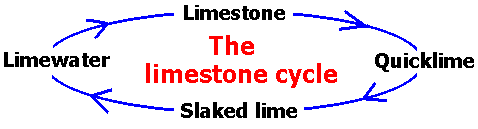 Limestone
The
limestone cycle
Limewater
Quicklime
Slaked lime